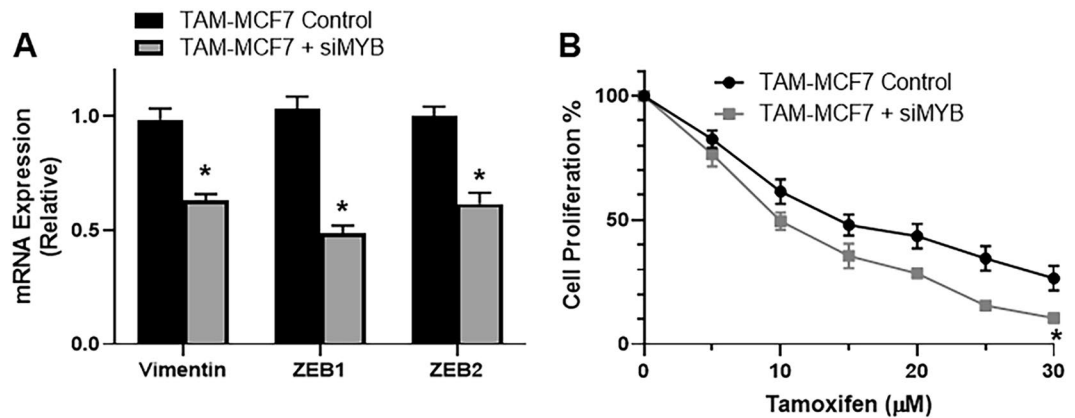 A
TAM-MCF7 Control
TAM-MCF7 + siMYB
mRNA Expression
(Relative)
1.0
0.5
0.0
*
*
*
Vimentin
ZEB1
ZEB2
B
TAM-MCF7 Control
TAM-MCF7 + siMYB
Cell Proliferation %
100
50
0
*
0
10
20
30
Tamoxifen (μM)